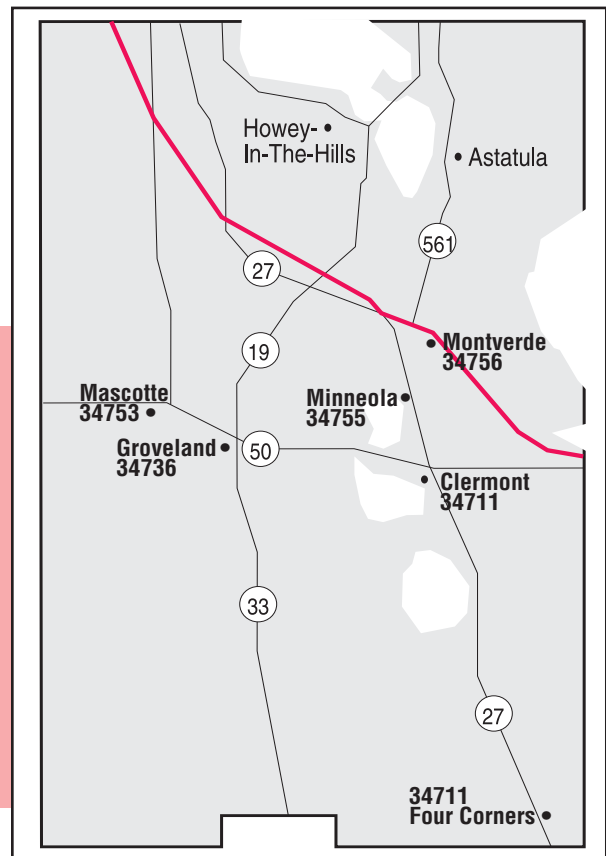 Howey-
In-The-Hills
Astatula
561
27
19
Montverde
34756
Mascotte
34753
Minneola
34755
Groveland
34736
50
Clermont
34711
33
27
34711
Four Corners